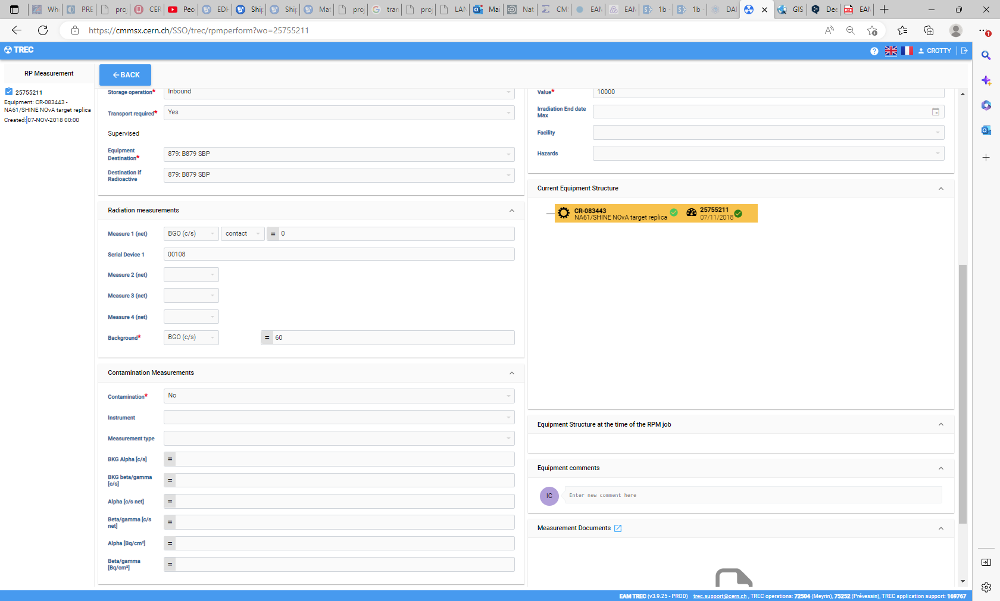 Wh
PRE
pro
CER
Peo
EDH
Ship
Ship
Mat
pro
tran
pro
LAN
Mai
Nat
CM
EAM
EAM
1b -
1b -
DAI
GIS
Dee
EAM
https://cmmsx.cern.ch/SSO/trec/rpmperform?wo=25755211
TREC
CROTTY
RP Measurement
25755211
Equipment: CR-083443 -
NA61/SHINE NOvA target replica
Created: 07-NOV-2018 00:00
BACK
Storage operation*
Inbound
Transport required*
Yes
Supervised
Equipment
Destination*
879: B879 SBP
Destination if
Radioactive
879: B879 SBP
Radiation measurements
Measure 1 (net)
BGO (c/s)
contact
= 0
Serial Device 1
00108
Measure 2 (net)
Measure 3 (net)
Measure 4 (net)
Background*
BGO (c/s)
= 60
Contamination Measurements
Contamination*
No
Instrument
Measurement type
BKG Alpha [c/s]
=
BKG beta/gamma
[c/s]
=
Alpha [c/s net]
=
Beta/gamma [c/s
net]
=
Alpha [Bq/cm²]
=
Beta/gamma
[Bq/cm²]
=
Value*
10000
Irradiation End date
Max
Facility
Hazards
Current Equipment Structure
CR-083443
NA61/SHINE NOvA target replica
25755211
07/11/2018
Equipment Structure at the time of the RPM job
Equipment comments
IC
Enter new comment here
Measurement Documents
EAM TREC (v3.9.25 - PROD) trec.support@cern.ch , TREC operations: 72504 (Meyrin), 75252 (Prévessin), TREC application support: 169767